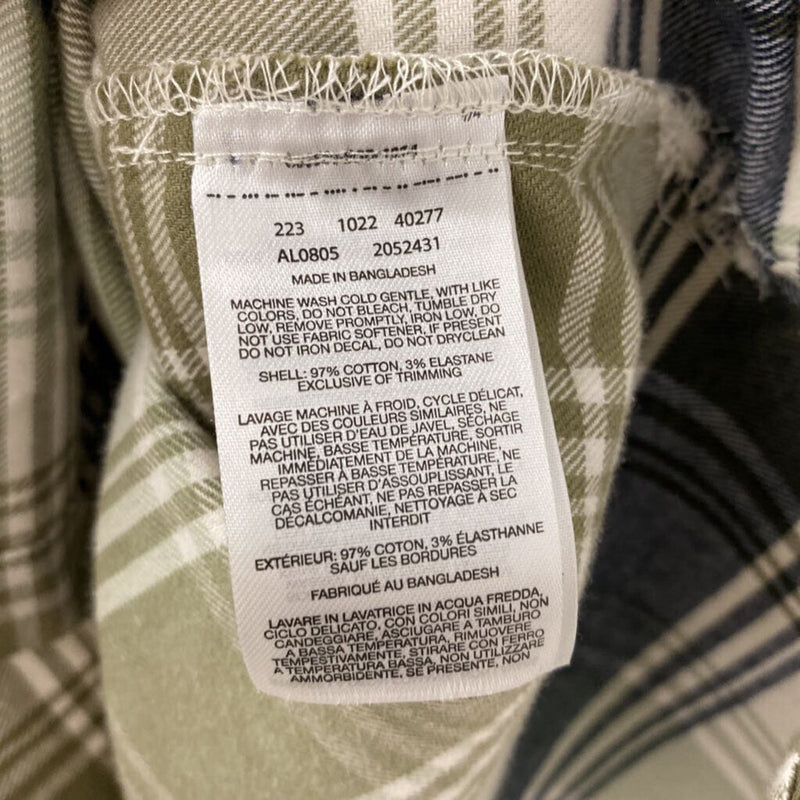 223 1022 40277
AL0805 2052431
MADE IN BANGLADESH
MACHINE WASH COLD GENTLE, WITH LIKE
COLORS, DO NOT BLEACH, TUMBLE DRY
LOW, REMOVE PROMPTLY, IRON LOW, DO
NOT USE FABRIC SOFTENER, IF PRESENT
DO NOT IRON DECAL, DO NOT DRYCLEAN
SHELL: 97% COTTON, 3% ELASTANE
EXCLUSIVE OF TRIMMING
LAVAGE MACHINE À FROID, CYCLE DÉLICAT,
AVEC DES COULEURS SIMILAIRES, NE
PAS UTILISER D'EAU DE JAVEL, SÉCHAGE
MACHINE, BASSE TEMPÉRATURE, SORTIR
IMMÉDIATEMENT DE LA MACHINE,
REPASSER À BASSE TEMPÉRATURE, NE
PAS UTILISER D'ASSOUPLISSANT, LE
CAS ÉCHÉANT, NE PAS REPASSER LA
DÉCALCOMANIE, NETTOYAGE À SEC
INTERDIT
EXTÉRIEUR: 97% COTON, 3% ÉLASTHANNE
SAUF LES BORDURES
FABRIQUÉ AU BANGLADESH
LAVARE IN LAVATRICE IN ACQUA FREDDA,
CICLO DELICATO, CON COLORI SIMILI, NON
CANDEGGIARE, ASCIUGARE A TAMBURO
A BASSA TEMPERATURA, RIMUOVERE
TEMPESTIVAMENTE, STIRARE CON FERRO
A TEMPERATURA BASSA, NON UTILIZZARE
AMMORBIDENTE, SE PRESENTE, NON